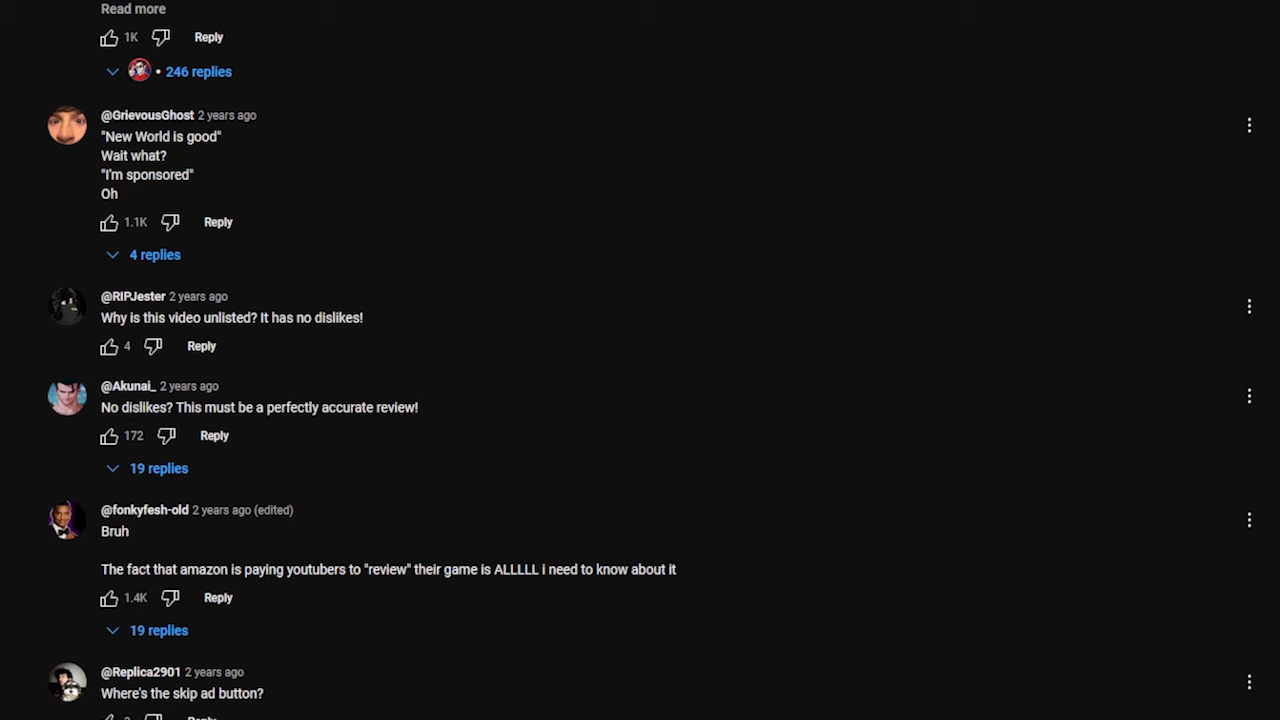 Read more
1K Reply
• 246 replies
@GrievousGhost 2 years ago
"New World is good"
Wait what?
"I'm sponsored"
Oh
1.1K Reply
4 replies
@RIPJester 2 years ago
Why is this video unlisted? It has no dislikes!
4 Reply
@Akunai_ 2 years ago
No dislikes? This must be a perfectly accurate review!
172 Reply
19 replies
@fonkyfesh-old 2 years ago (edited)
Bruh
The fact that amazon is paying youtubers to "review" their game is ALLLLL i need to know about it
1.4K Reply
19 replies
@Replica2901 2 years ago
Where's the skip ad button?
Reply